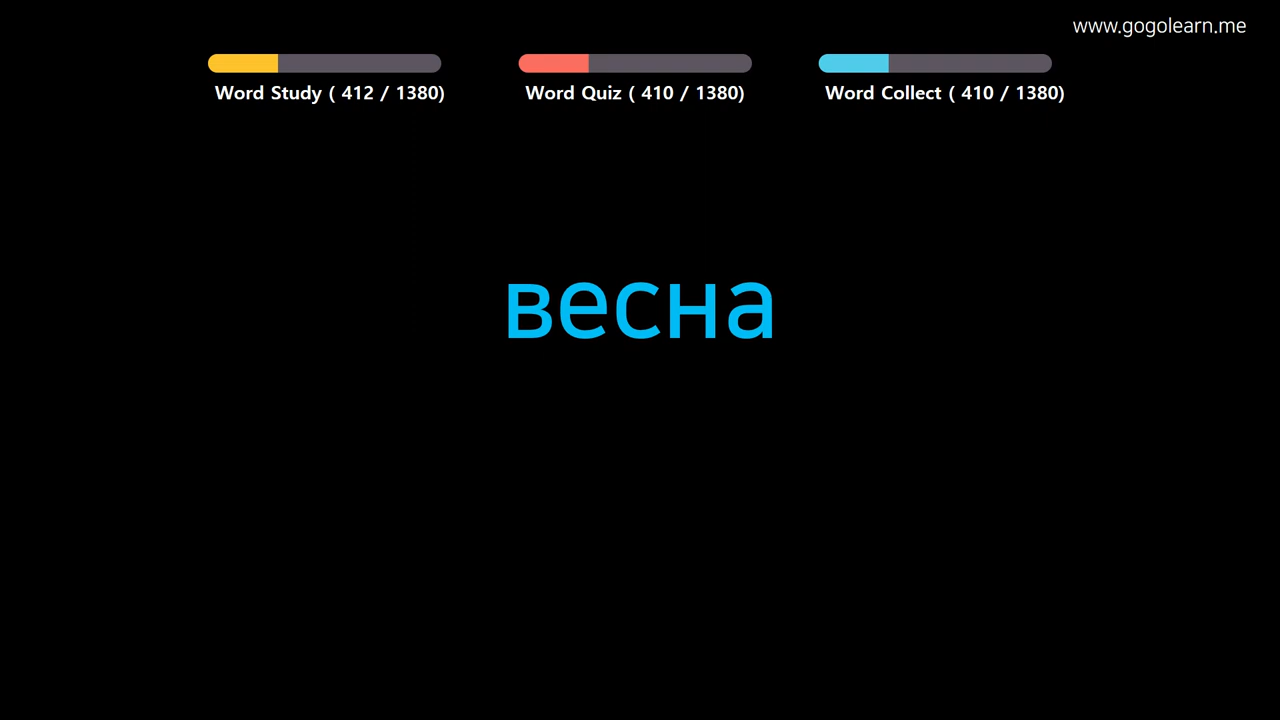 www.gogolearn.me
Word Study ( 412 / 1380)
Word Quiz ( 410 / 1380)
Word Collect ( 410 / 1380)
весна